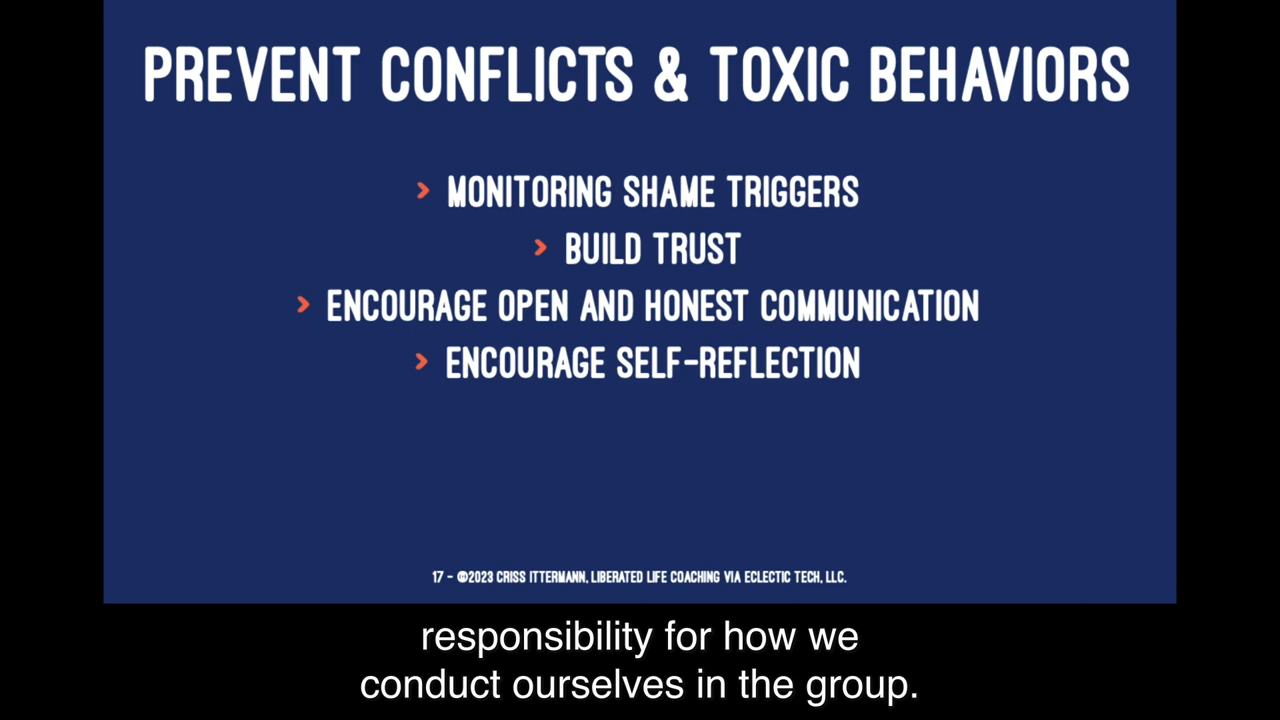 PREVENT CONFLICTS & TOXIC BEHAVIORS
> MONITORING SHAME TRIGGERS
> BUILD TRUST
> ENCOURAGE OPEN AND HONEST COMMUNICATION
> ENCOURAGE SELF-REFLECTION
17 - ©2023 CRISS ITTERMANN, LIBERATED LIFE COACHING VIA ECLECTIC TECH, LLC.
responsibility for how we
conduct ourselves in the group.